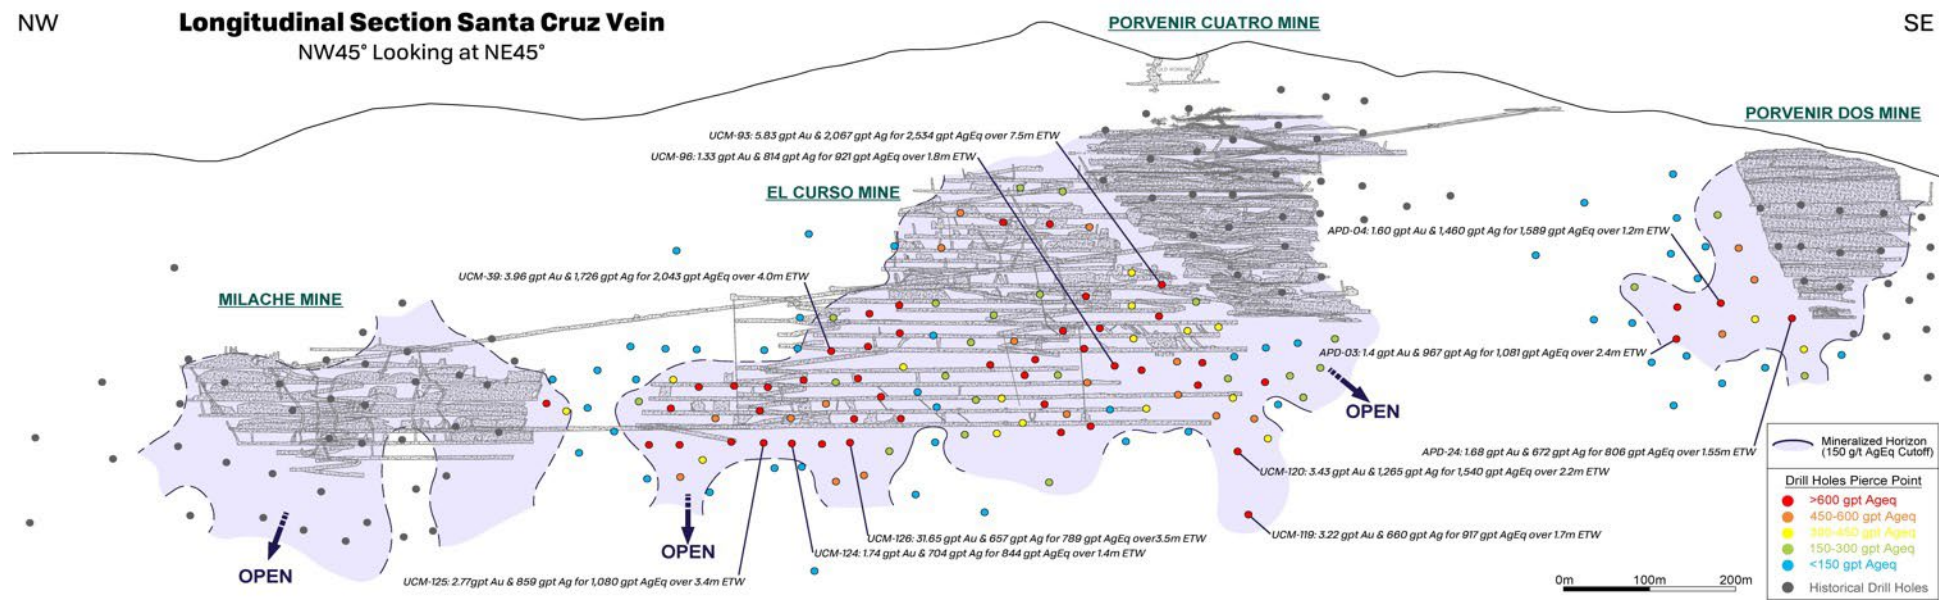 NW
Longitudinal Section Santa Cruz Vein
NW45° Looking at NE45°
PORVENIR CUATRO MINE
SE
OLD WORKING
PORVENIR DOS MINE
UCM-93: 5.83 gpt Au & 2,067 gpt Ag for 2,534 gpt AgEq over 7.5m ETW
UCM-96: 1.33 gpt Au & 814 gpt Ag for 921 gpt AgEq over 1.8m ETW
EL CURSO MINE
APD-04: 1.60 gpt Au & 1,460 gpt Ag for 1,589 gpt AgEq over 1.2m ETW
UCM-39: 3.96 gpt Au & 1,726 gpt Ag for 2,043 gpt AgEq over 4.0m ETW
MILACHE MINE
APD-03: 1.4 gpt Au & 967 gpt Ag for 1,081 gpt AgEq over 2.4m ETW
OPEN
APD-24: 1.68 gpt Au & 672 gpt Ag for 806 gpt AgEq over 1.55m ETW
UCM-120: 3.43 gpt Au & 1,265 gpt Ag for 1,540 gpt AgEq over 2.2m ETW
UCM-119: 3.22 gpt Au & 660 gpt Ag for 917 gpt AgEq over 1.7m ETW
UCM-126: 31.65 gpt Au & 657 gpt Ag for 789 gpt AgEq over3.5m ETW
OPEN
UCM-124: 1.74 gpt Au & 704 gpt Ag for 844 gpt AgEq over 1.4m ETW
OPEN
UCM-125: 2.77gpt Au & 859 gpt Ag for 1,080 gpt AgEq over 3.4m ETW
0m 100m 200m
Mineralized Horizon
(150 g/t AgEq Cutoff)
Drill Holes Pierce Point
>600 gpt Ageq
450-600 gpt Ageq
300-450 gpt Ageq
150-300 gpt Ageq
<150 gpt Ageq
Historical Drill Holes